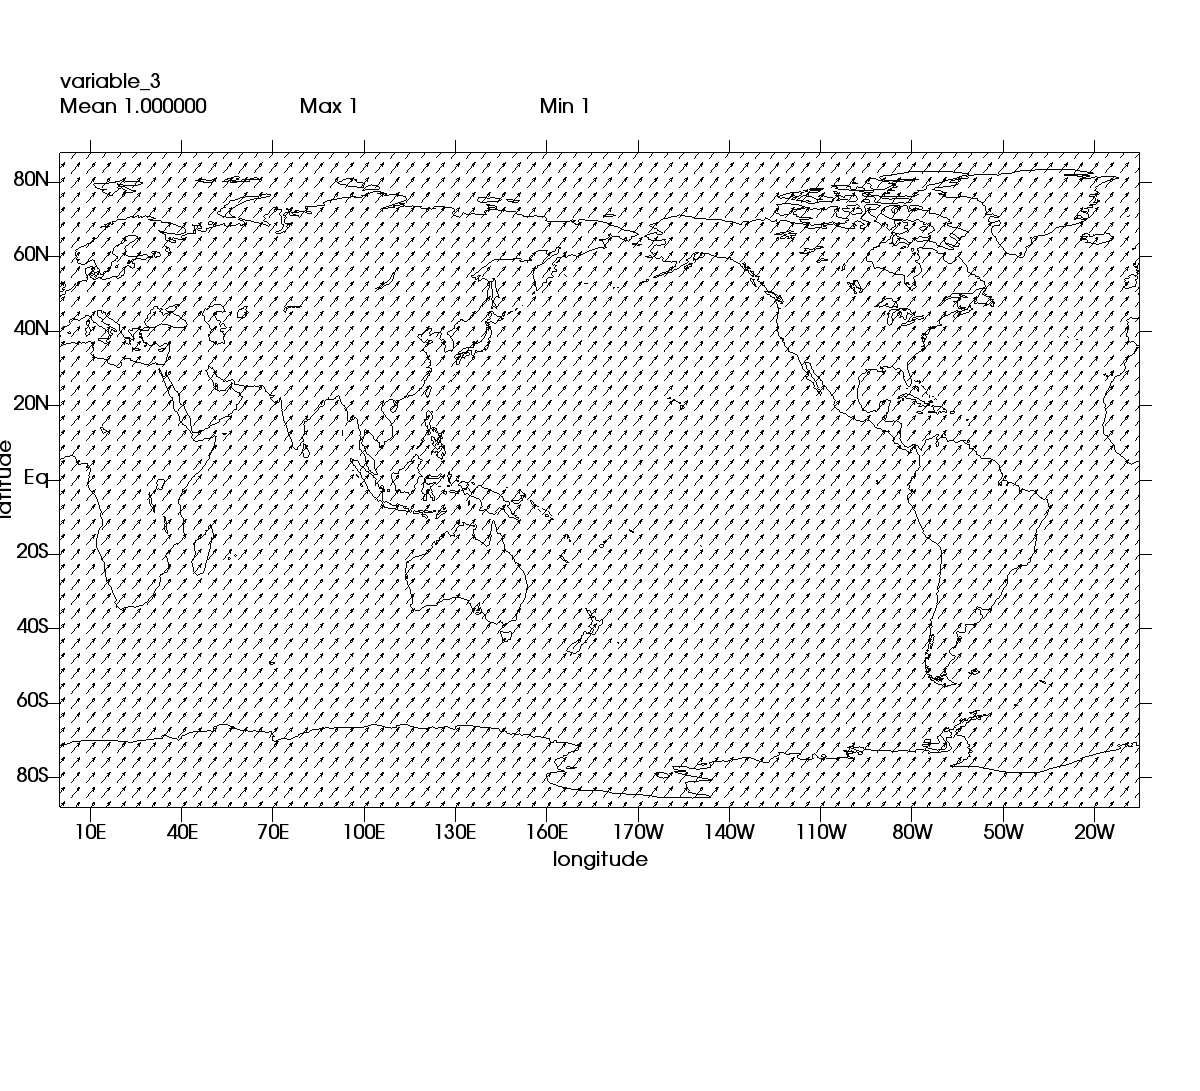 variable_3
Mean 1.000000 Max 1 Min 1
80N
60N
40N
20N
Eq
20S
40S
60S
80S
latitude
10E 40E 70E 100E 130E 160E 170W 140W 110W 80W 50W 20W
longitude